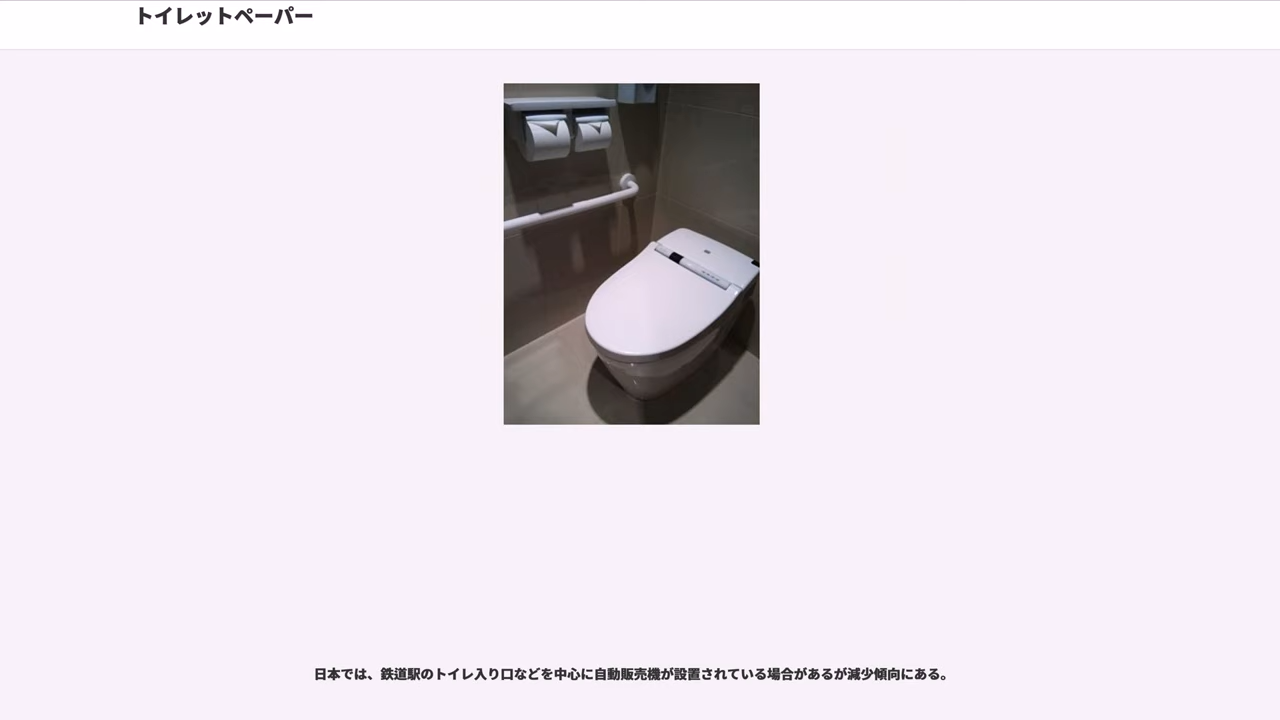 トイレットペーパー
日本では、鉄道駅のトイレ入り口などを中心に自動販売機が設置されている場合があるが減少傾向にある。